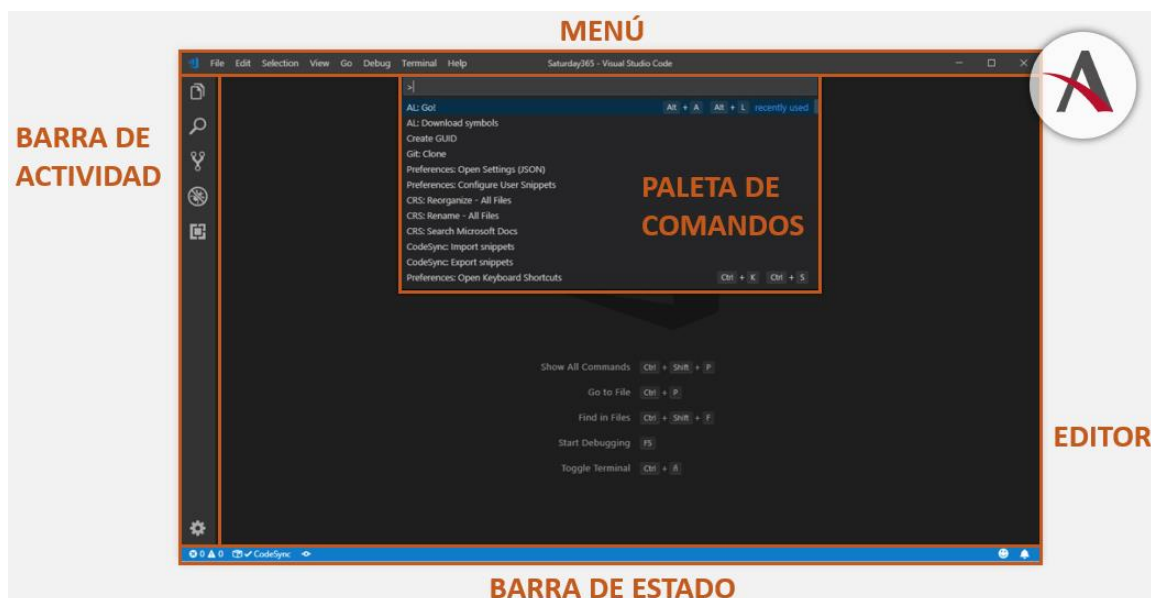 MENÚ
File Edit Selection View Go Debug Terminal Help Saturday365 - Visual Studio Code
BARRA DE
ACTIVIDAD
>
AL: Go! Alt + A Alt + L recently used
AL: Download symbols
Create GUID
Git: Clone
Preferences: Open Settings (JSON)
Preferences: Configure User Snippets
CRS: Reorganize - All Files
CRS: Rename - All Files
CRS: Search Microsoft Docs
CodeSync: Import snippets
CodeSync: Export snippets
Preferences: Open Keyboard Shortcuts Ctrl + K Ctrl + S
PALETA DE
COMANDOS
Show All Commands Ctrl + Shift + P
Go to File Ctrl + P
Find in Files Ctrl + Shift + F
Start Debugging F5
Toggle Terminal Ctrl +
EDITOR
0 0 CodeSync
BARRA DE ESTADO